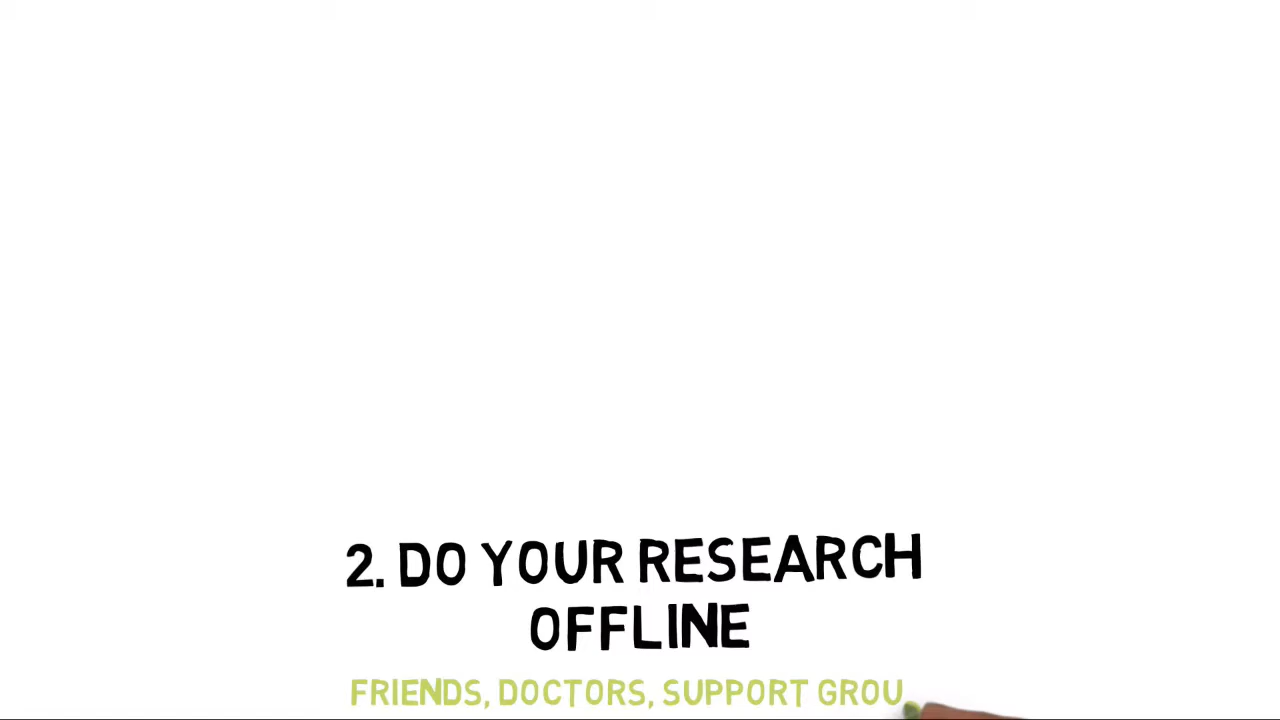 2. DO YOUR RESEARCH
OFFLINE
FRIENDS, DOCTORS, SUPPORT GROU